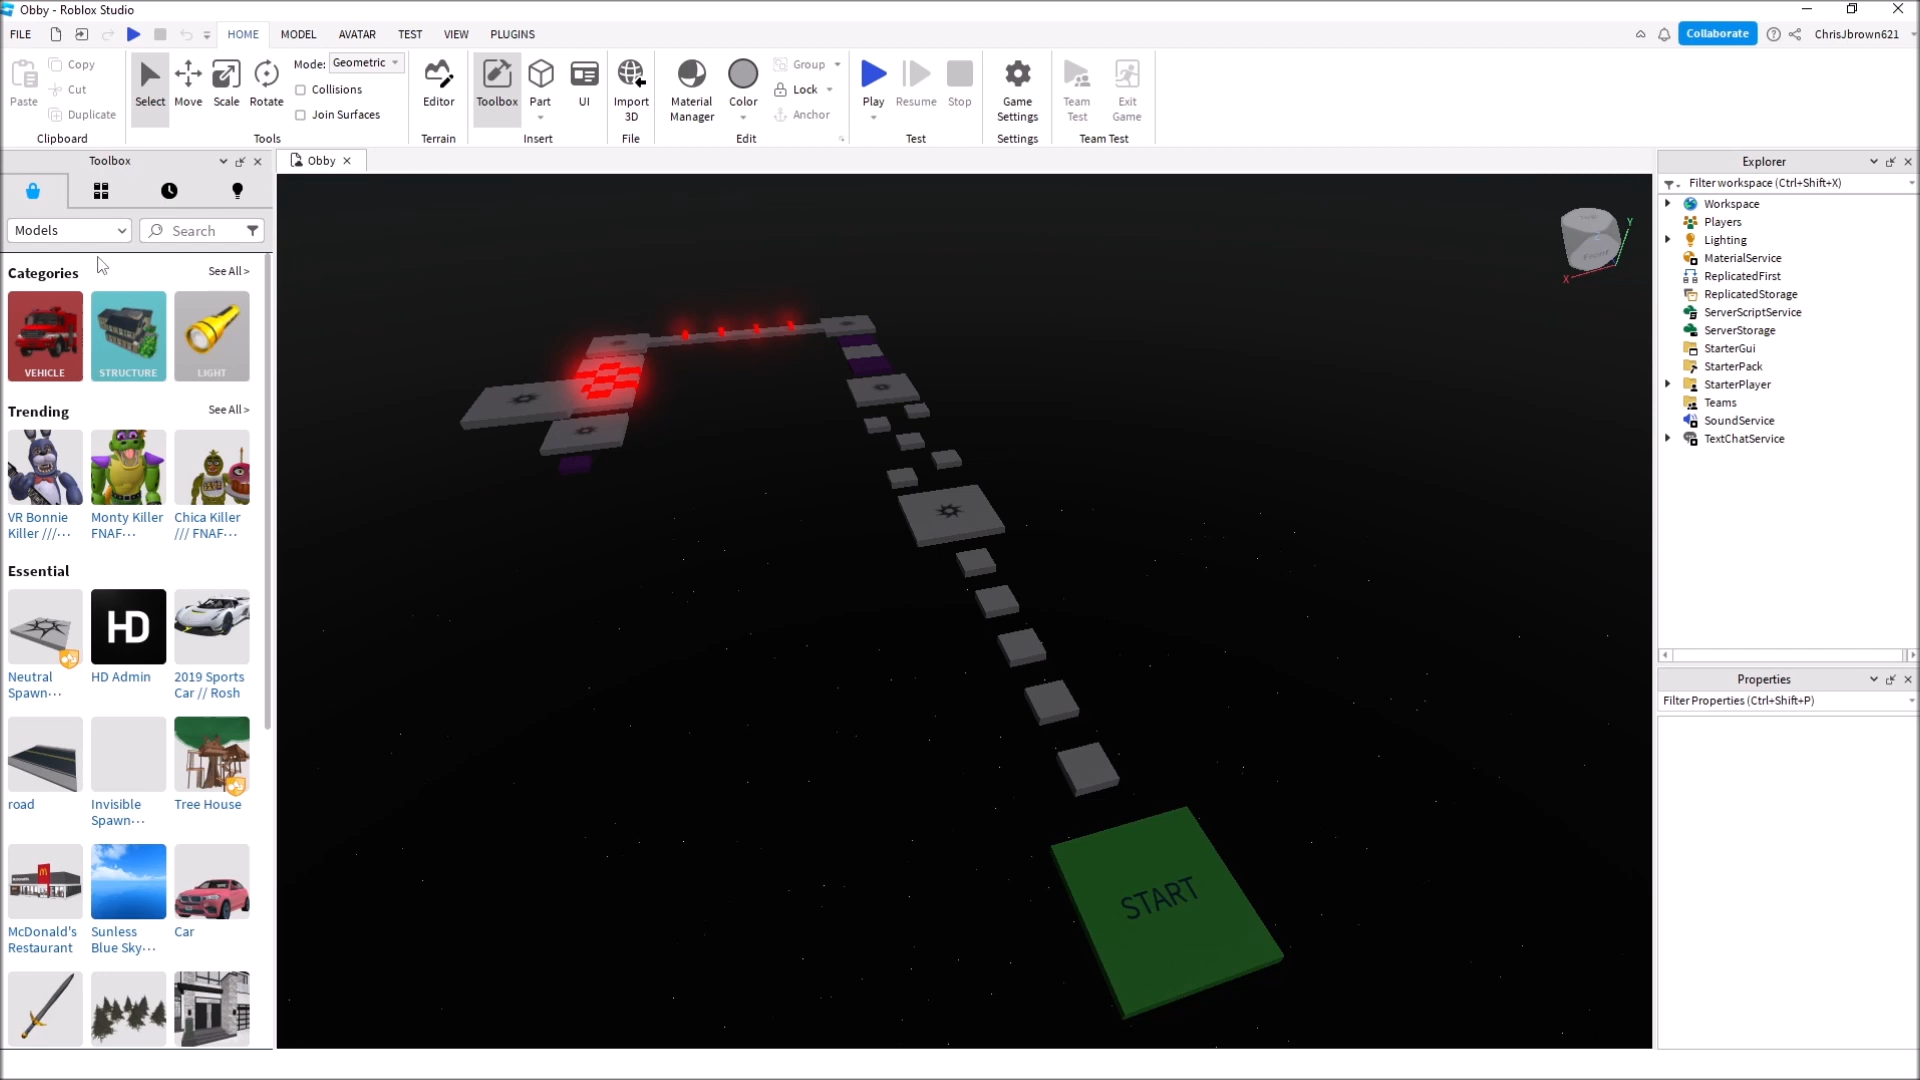 Obby - Roblox Studio
FILE
HOME
MODEL
AVATAR
TEST
VIEW
PLUGINS
Collaborate
ChrisJbrown621
Paste
Copy
Cut
Duplicate
Clipboard
Select
Move
Scale
Rotate
Mode: Geometric
Collisions
Join Surfaces
Tools
Editor
Terrain
Toolbox
Part
UI
Insert
Import
3D
File
Material
Manager
Color
Group
Lock
Anchor
Edit
Play
Resume
Stop
Test
Game
Settings
Settings
Team
Test
Exit
Game
Team Test
Toolbox
Models
Search
Categories
See All >
VEHICLE
STRUCTURE
LIGHT
Trending
See All >
VR Bonnie
Killer ///···
Monty Killer
FNAF···
Chica Killer
/// FNAF···
Essential
HD
Neutral
Spawn···
HD Admin
2019 Sports
Car // Rosh
road
Invisible
Spawn···
Tree House
McDonald's
Restaurant
Sunless
Blue Sky···
Car
Obby
START
X
Y
Explorer
Filter workspace (Ctrl+Shift+X)
Workspace
Players
Lighting
MaterialService
ReplicatedFirst
ReplicatedStorage
ServerScriptService
ServerStorage
StarterGui
StarterPack
StarterPlayer
Teams
SoundService
TextChatService
Properties
Filter Properties (Ctrl+Shift+P)